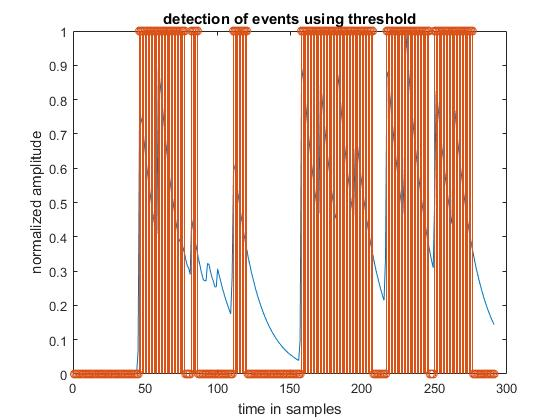 detection of events using threshold
1
0.9
0.8
0.7
0.6
0.5
0.4
0.3
0.2
0.1
0
normalized amplitude
0 50 100 150 200 250 300
time in samples